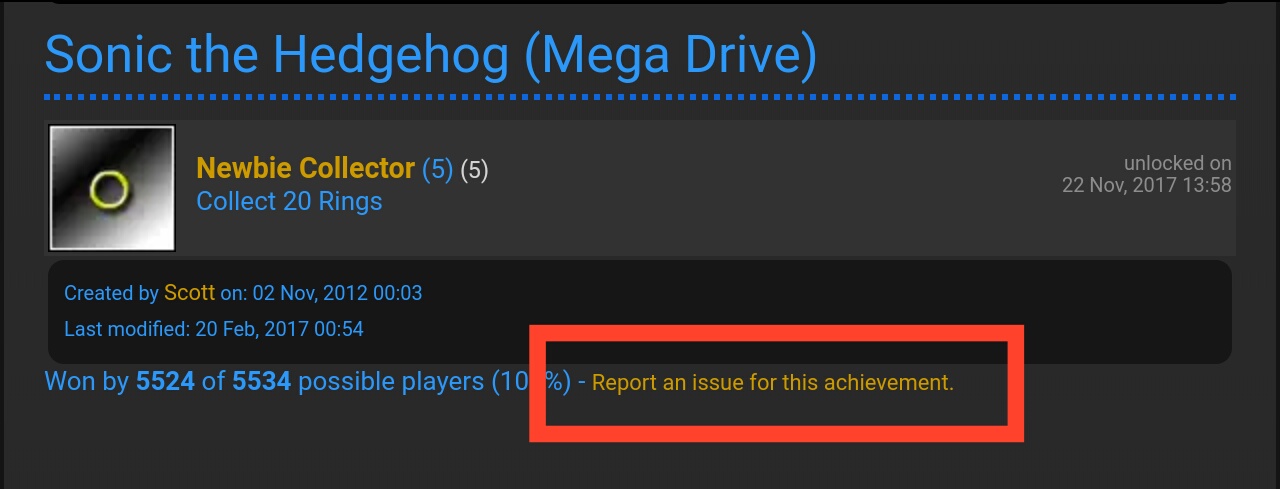 Sonic the Hedgehog (Mega Drive)
Newbie Collector (5) (5)
Collect 20 Rings
unlocked on
22 Nov, 2017 13:58
Created by Scott on: 02 Nov, 2012 00:03
Last modified: 20 Feb, 2017 00:54
Won by 5524 of 5534 possible players (10 %) - Report an issue for this achievement.